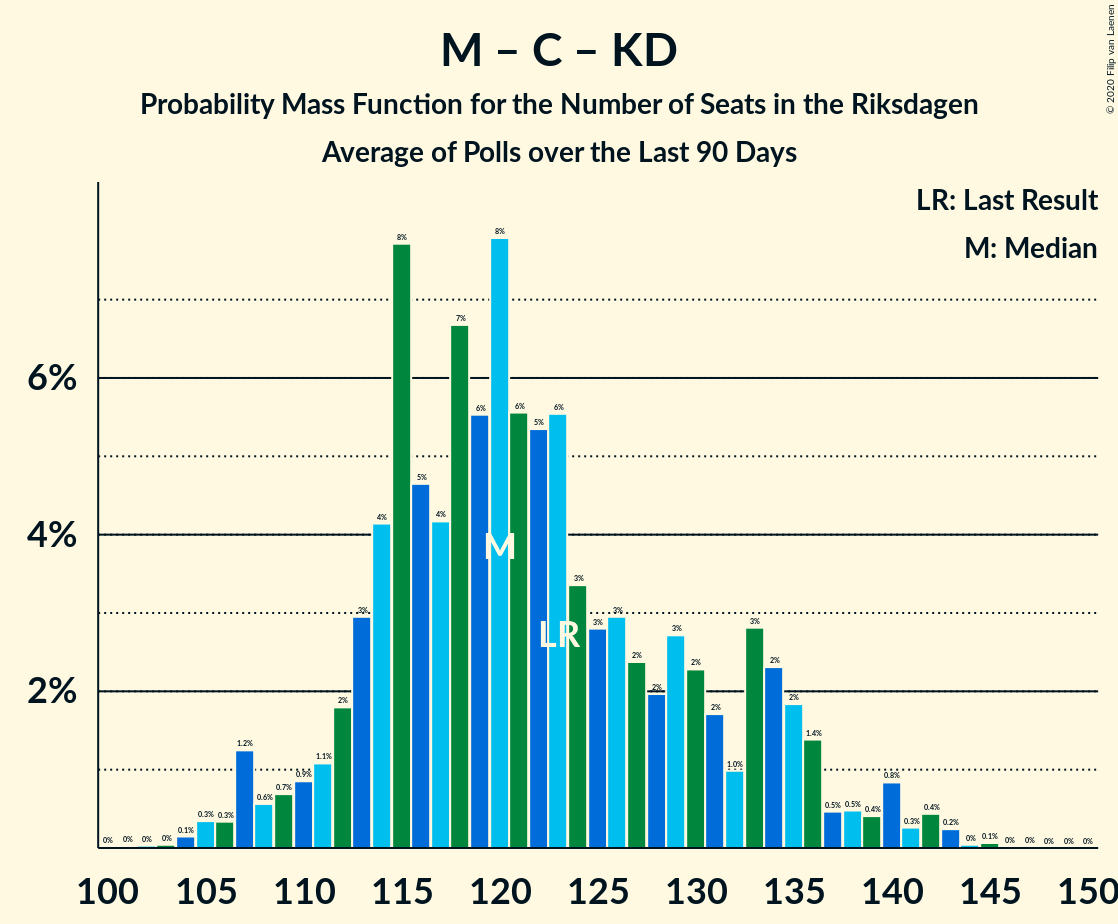 M – C – KD
Probability Mass Function for the Number of Seats in the Riksdagen
Average of Polls over the Last 90 Days
© 2020 Filip van Laenen
LR: Last Result
M: Median
6%
4%
2%
0% 0% 0% 0% 0.1% 0.3% 0.3% 1.2% 0.6% 0.7% 0.9% 1.1% 2% 3% 4% 8% 5% 4% 7% 6% 8% 6% 5% 6% 3% 3% 3% 2% 2% 3% 2% 2% 1.0% 3% 2% 2% 1.4% 0.5% 0.5% 0.4% 0.8% 0.3% 0.4% 0.2% 0% 0.1% 0% 0% 0% 0% 0%
M
LR
100 105 110 115 120 125 130 135 140 145 150